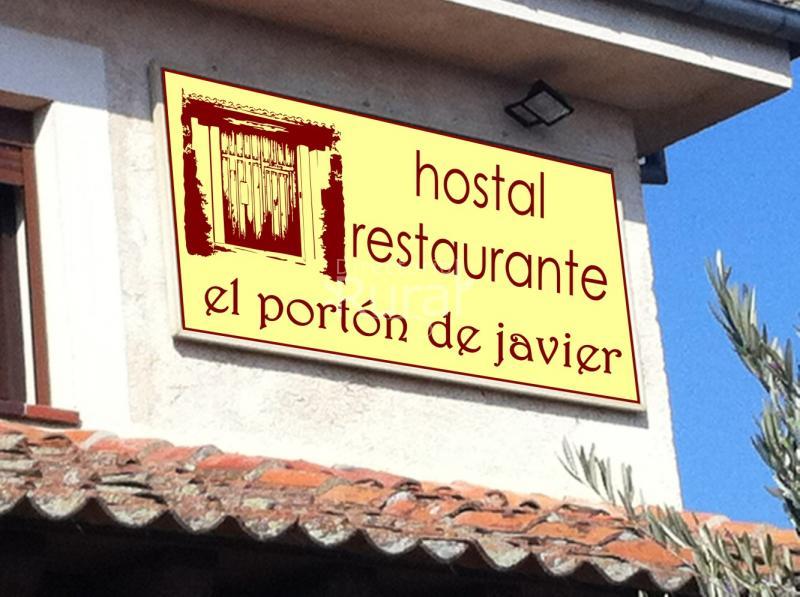 hostal
restaurante
el portón de javier